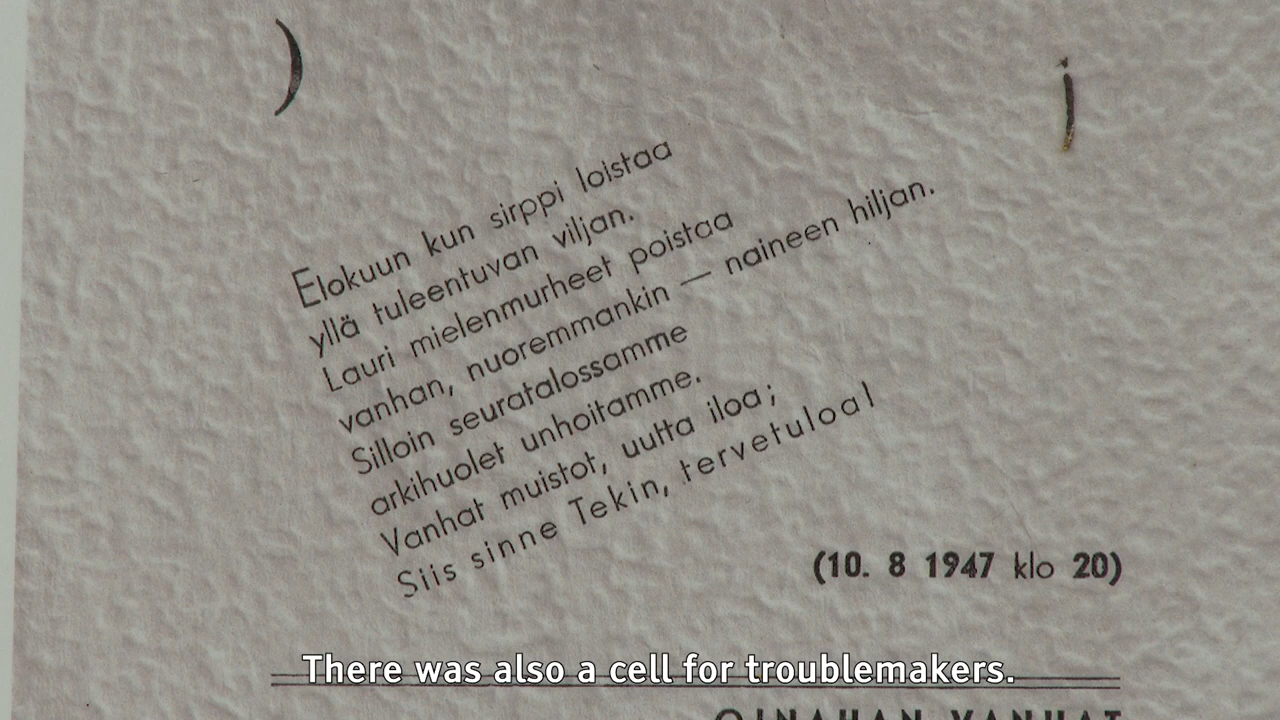 Elokuun kun sirppi loistaa
yllä tuleentuvan viljan.
Lauri mielenmurheet poistaa
vanhan, nuoremmankin — naineen hiljan.
Silloin seuratalossamme
arkihuolet unhoitamme.
Vanhat muistot, uutta iloa;
Siis sinne Tekin, tervetuloa!
(10. 8 1947 klo 20)
There was also a cell for troublemakers.
VANHAT